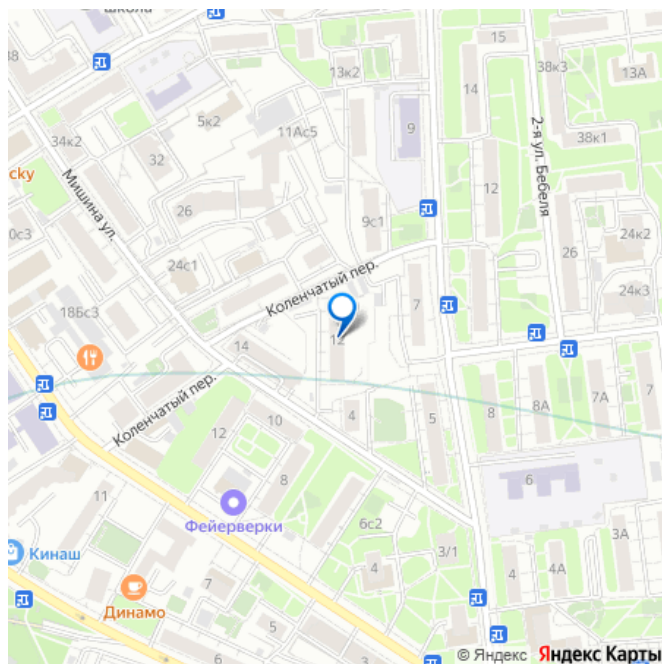 школа
15
38
13к2
38к3
13А
14
5к2
9
11Ас5
34к2
38к1
32
cky
Мишина ул.
2-я ул. Бебеля
12
26
9с1
0с3
24к2
24с1
26
Коленчатый пер.
24к3
18Бс3
7
12
14
Коленчатый пер.
4
10
5
8
8А
7А
7
12
8
6
11
Фейерверки
6с2
3А
Кинаш
3/1
4
7
4
4А
Динамо
5
3
6
© Яндекс Яндекс Карты